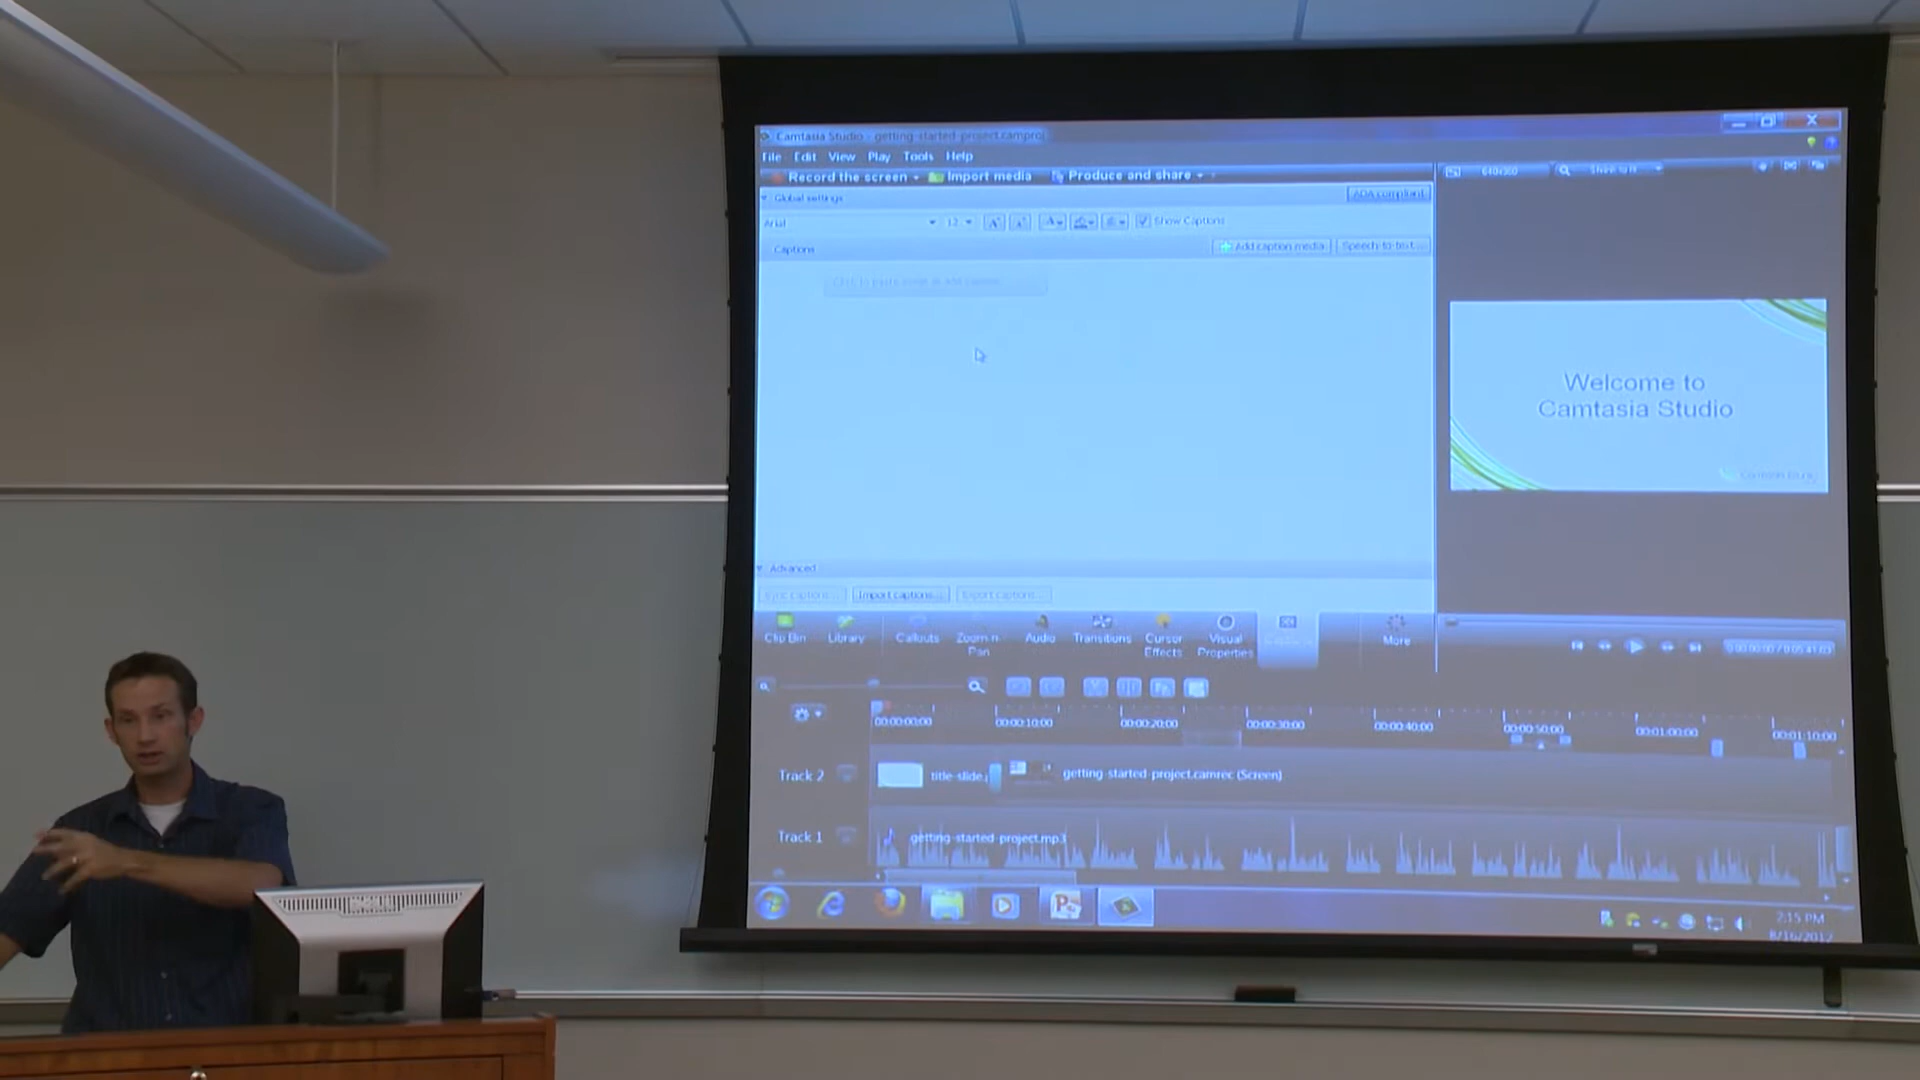 Camtasia Studio - getting-started-project.camproj
File Edit View Play Tools Help
Record the screen Import media Produce and share
640x360
Global settings
ADA compliant
Arial 12 Show Captions
Captions
Add caption media Speech-to-text...
Welcome to
Camtasia Studio
Camtasia Studio
Advanced
Sync captions... Import captions... Export captions...
Clip Bin Library Callouts Zoom-n-Pan Audio Transitions Cursor Effects Visual Properties More
00:00:00;00 00:00:10;00 00:00:20;00 00:00:30;00 00:00:40;00 00:00:50;00 00:01:00;00 00:01:10;00
Track 2 title-slide getting-started-project.camrec (Screen)
Track 1 getting-started-project.mp3
2:15 PM
8/16/2012